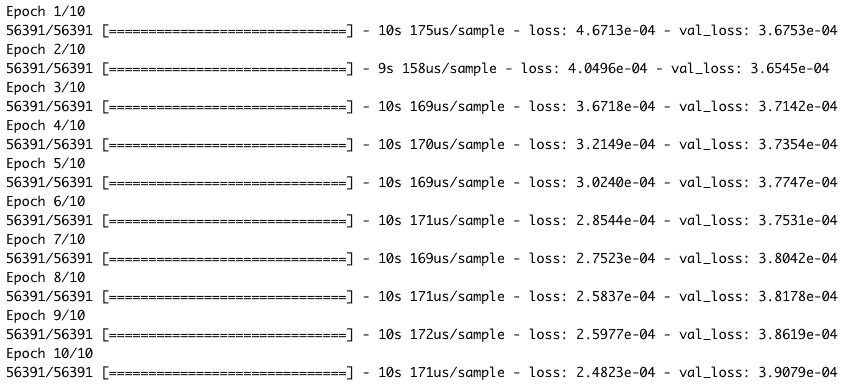 Epoch 1/10
56391/56391 [==============================] - 10s 175us/sample - loss: 4.6713e-04 - val_loss: 3.6753e-04
Epoch 2/10
56391/56391 [==============================] - 9s 158us/sample - loss: 4.0496e-04 - val_loss: 3.6545e-04
Epoch 3/10
56391/56391 [==============================] - 10s 169us/sample - loss: 3.6718e-04 - val_loss: 3.7142e-04
Epoch 4/10
56391/56391 [==============================] - 10s 170us/sample - loss: 3.2149e-04 - val_loss: 3.7354e-04
Epoch 5/10
56391/56391 [==============================] - 10s 169us/sample - loss: 3.0240e-04 - val_loss: 3.7747e-04
Epoch 6/10
56391/56391 [==============================] - 10s 171us/sample - loss: 2.8544e-04 - val_loss: 3.7531e-04
Epoch 7/10
56391/56391 [==============================] - 10s 169us/sample - loss: 2.7523e-04 - val_loss: 3.8042e-04
Epoch 8/10
56391/56391 [==============================] - 10s 171us/sample - loss: 2.5837e-04 - val_loss: 3.8178e-04
Epoch 9/10
56391/56391 [==============================] - 10s 172us/sample - loss: 2.5977e-04 - val_loss: 3.8619e-04
Epoch 10/10
56391/56391 [==============================] - 10s 171us/sample - loss: 2.4823e-04 - val_loss: 3.9079e-04